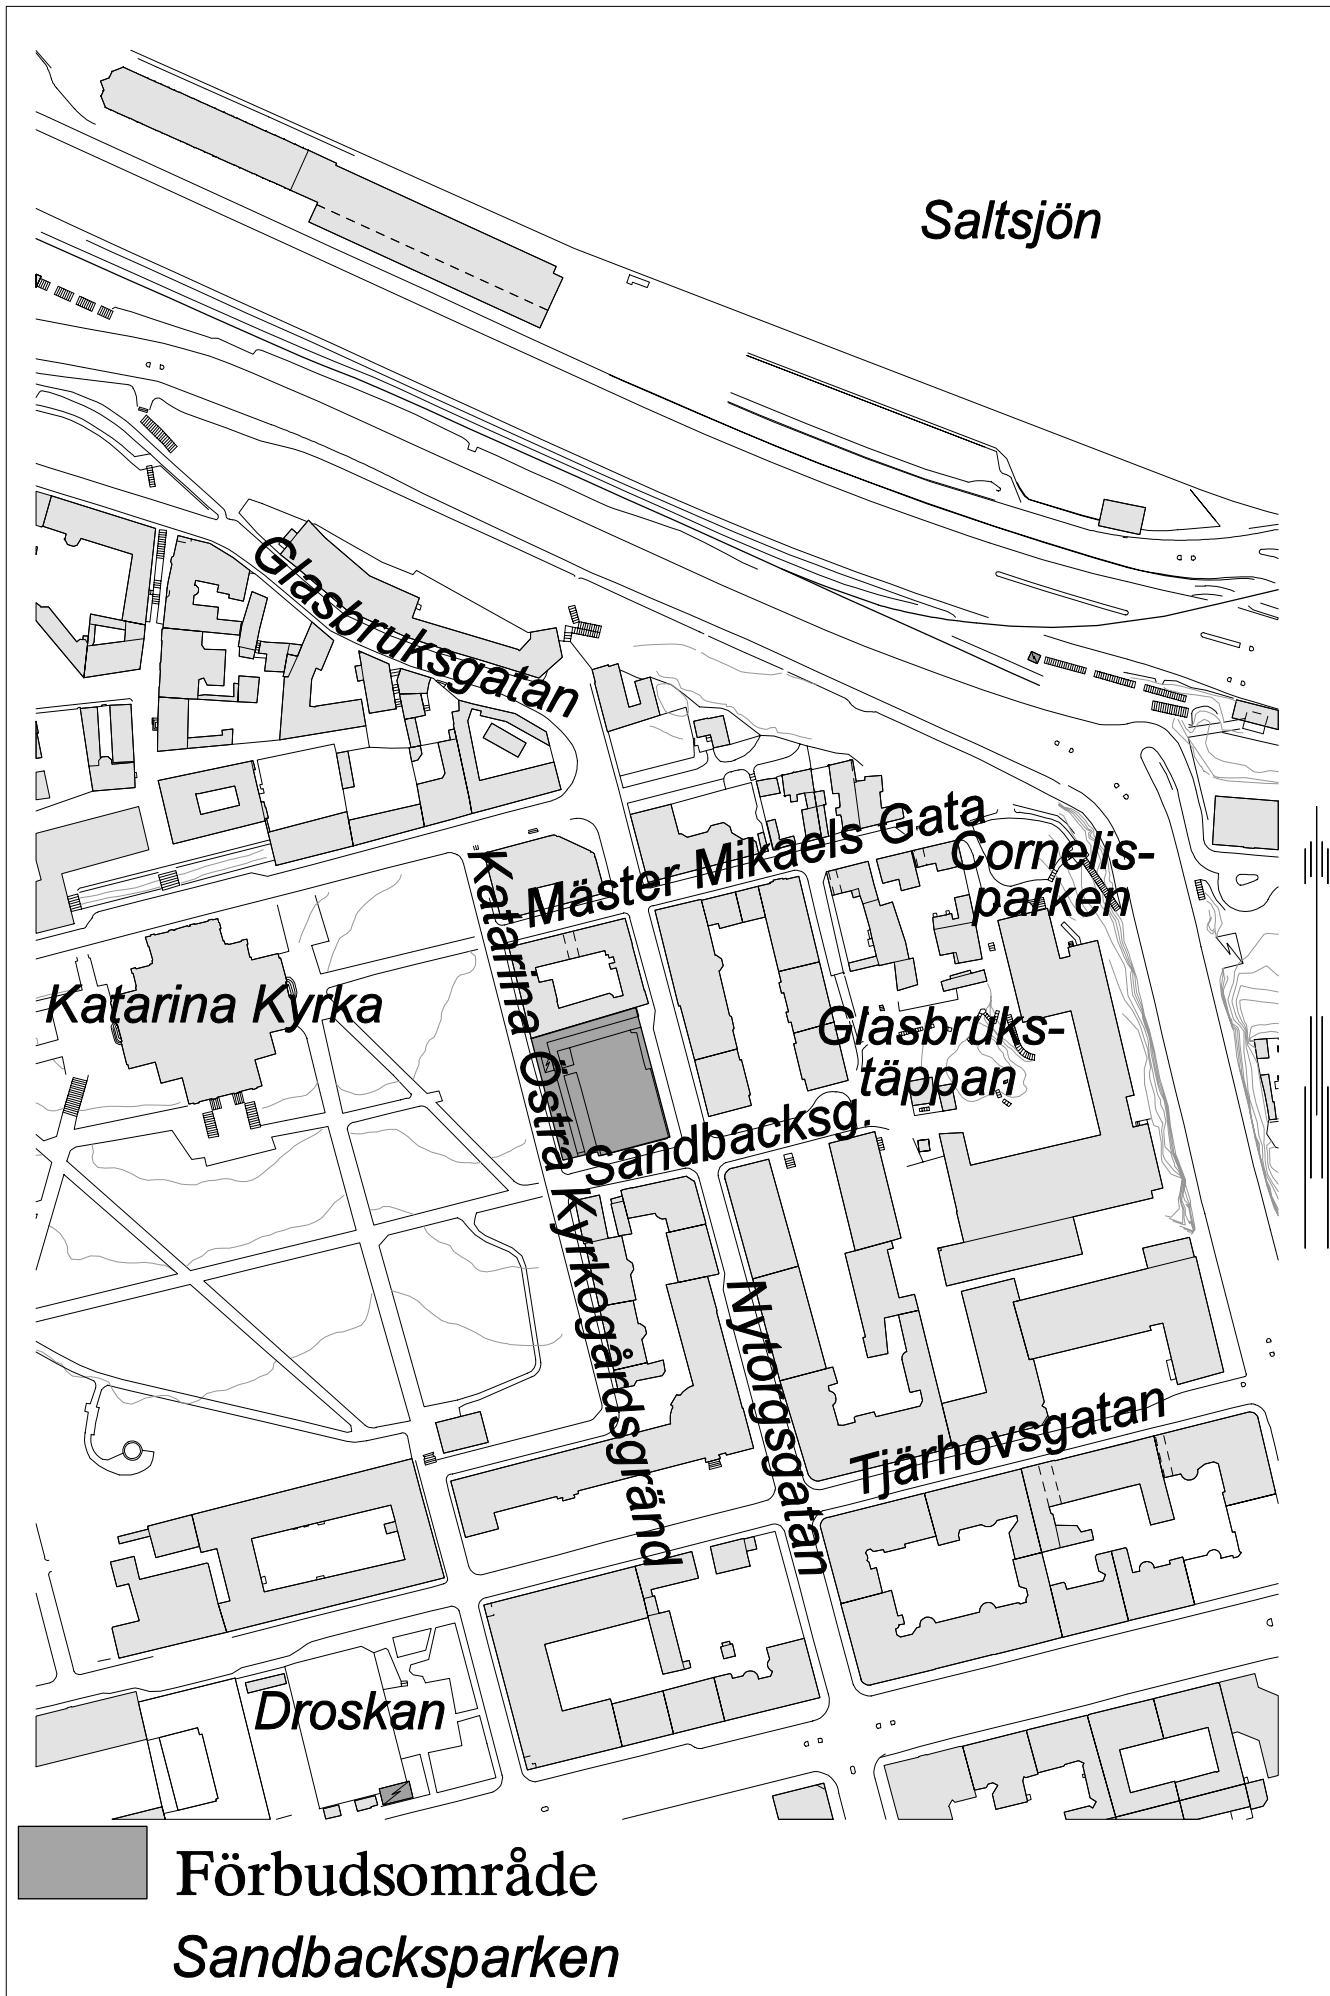 Saltsjön
Glasbruksgatan
Mäster Mikaels Gata
Cornelis-
parken
Katarina Östra Kyrkogårdsgränd
Katarina Kyrka
Glasbruks-
täppan
Sandbacksg.
Nytorgsgatan
Tjärhovsgatan
Droskan
Förbudsområde
Sandbacksparken